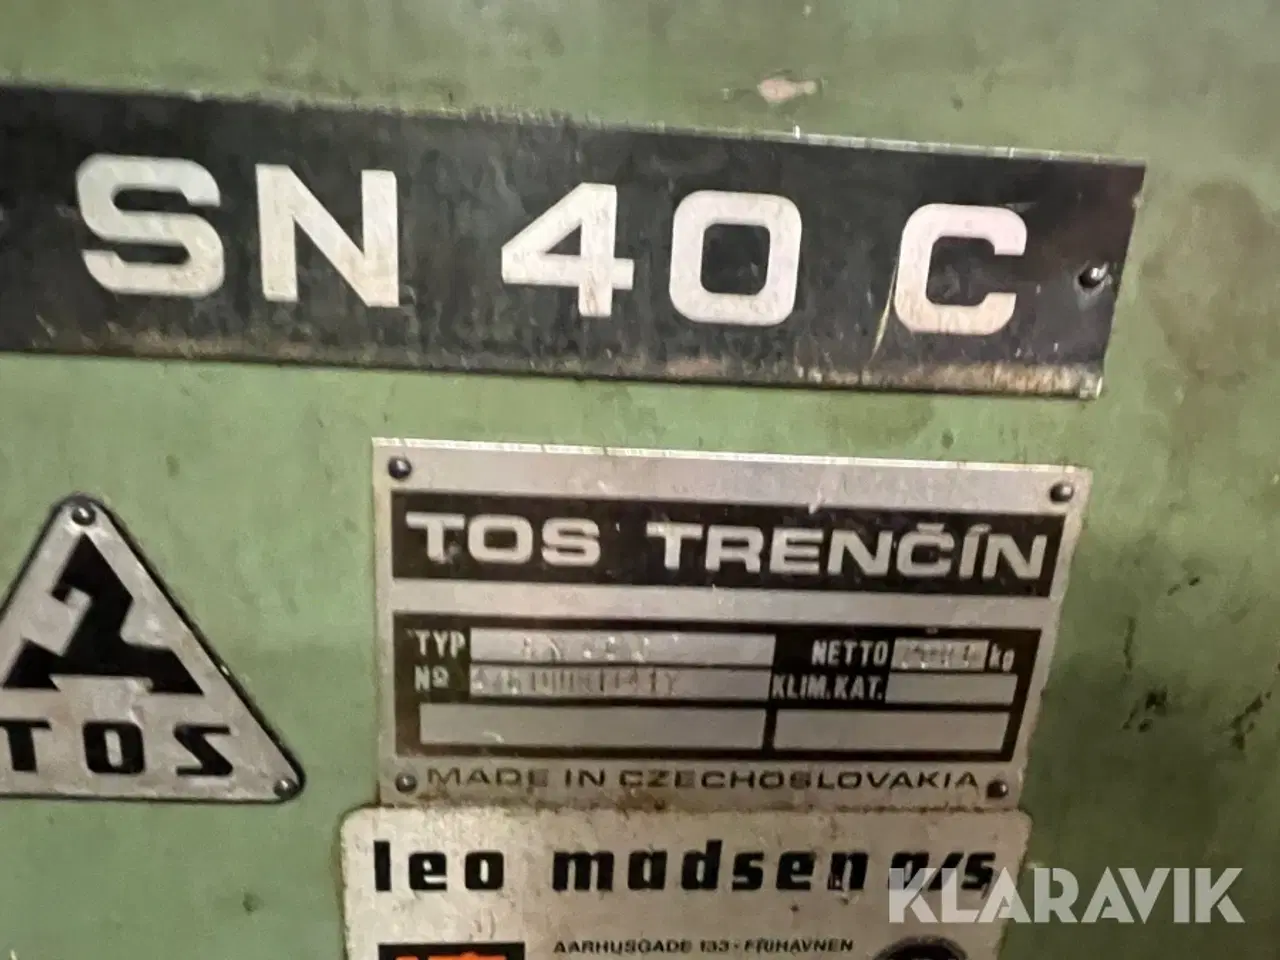 SN 40 C
TOS TRENČÍN
TYP
NETTO kg
Nº
KLIM.KAT.
MADE IN CZECHOSLOVAKIA
TOS
leo madsen a/s
KLARAVIK
AARHUSGADE 133 - FRIHAVNEN